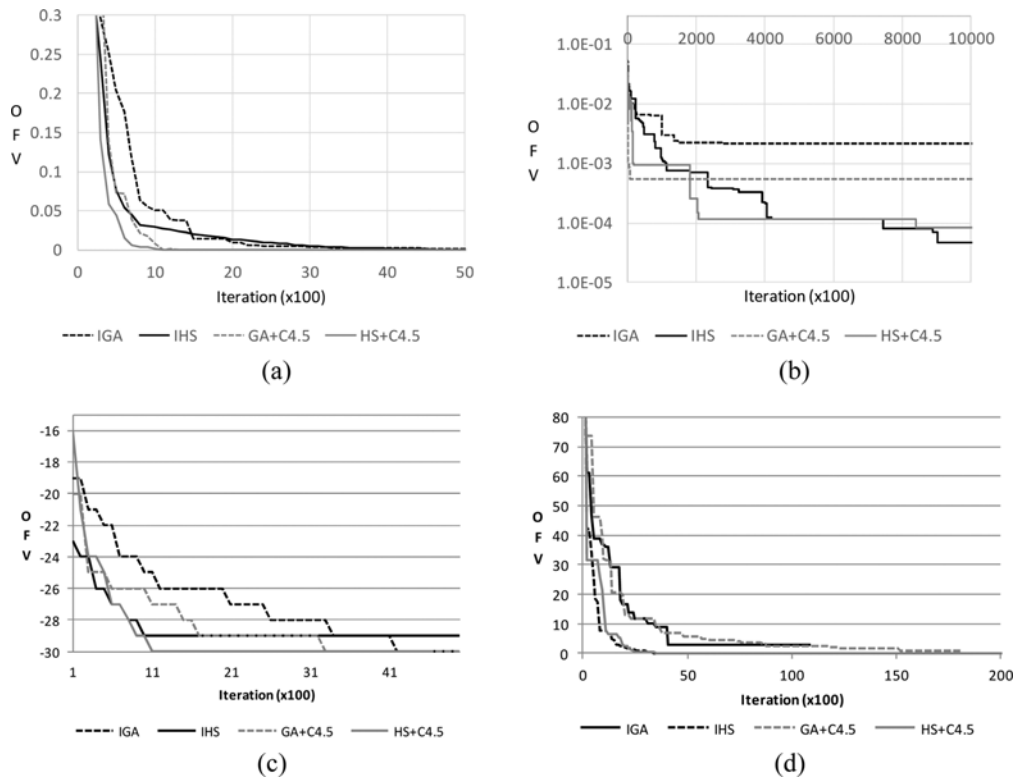 0.3
0.25
0.2
0.15
0.1
0.05
0
O
F
V
0 10 20 30 40 50
Iteration (x100)
IGA IHS GA+C4.5 HS+C4.5
(a)
0 2000 4000 6000 8000 10000
1.0E-01
1.0E-02
1.0E-03
1.0E-04
1.0E-05
O
F
V
Iteration (x100)
IGA IHS GA+C4.5 HS+C4.5
(b)
-16
-18
-20
-22
-24
-26
-28
-30
O
F
V
1 11 21 31 41
Iteration (x100)
IGA IHS GA+C4.5 HS+C4.5
(c)
80
70
60
50
40
30
20
10
0
O
F
V
0 50 100 150 200
Iteration (x100)
IGA IHS GA+C4.5 HS+C4.5
(d)